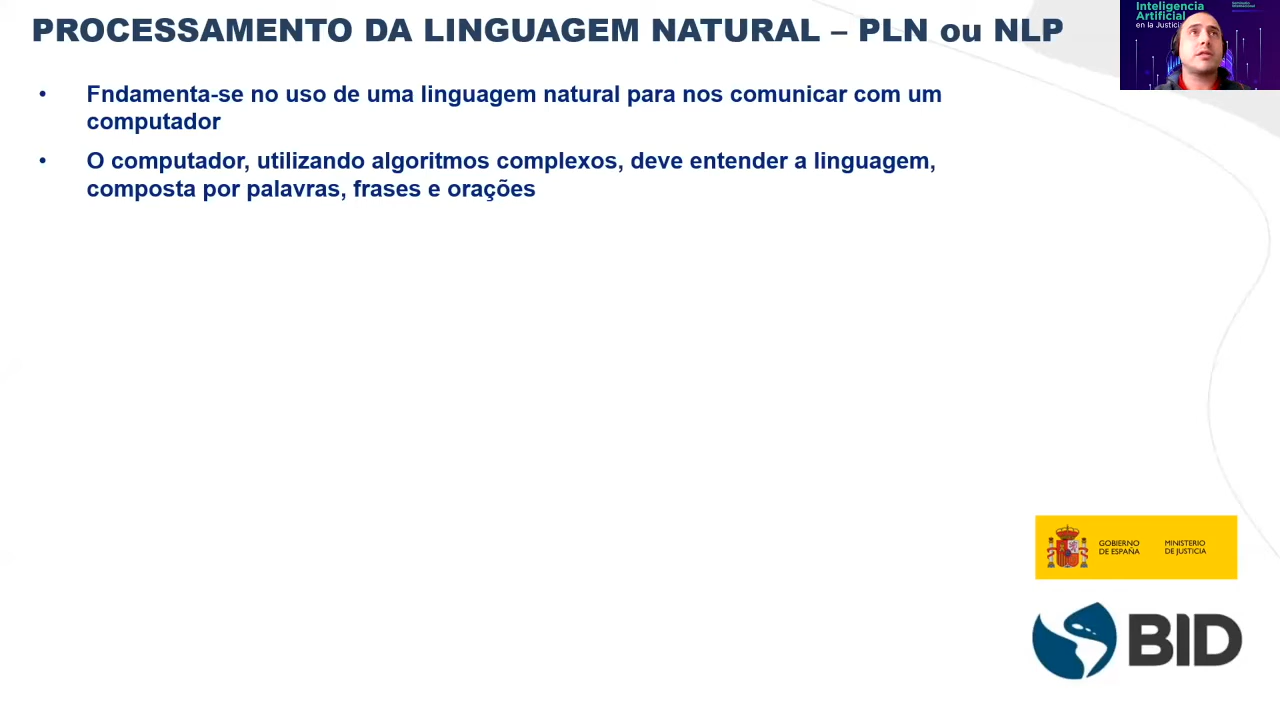 PROCESSAMENTO DA LINGUAGEM NATURAL – PLN ou NLP
Inteligencia
Artificial
en la Justicia
• Fndamenta-se no uso de uma linguagem natural para nos comunicar com um
computador
• O computador, utilizando algoritmos complexos, deve entender a linguagem,
composta por palavras, frases e orações
GOBIERNO
DE ESPAÑA
MINISTERIO
DE JUSTICIA
BID